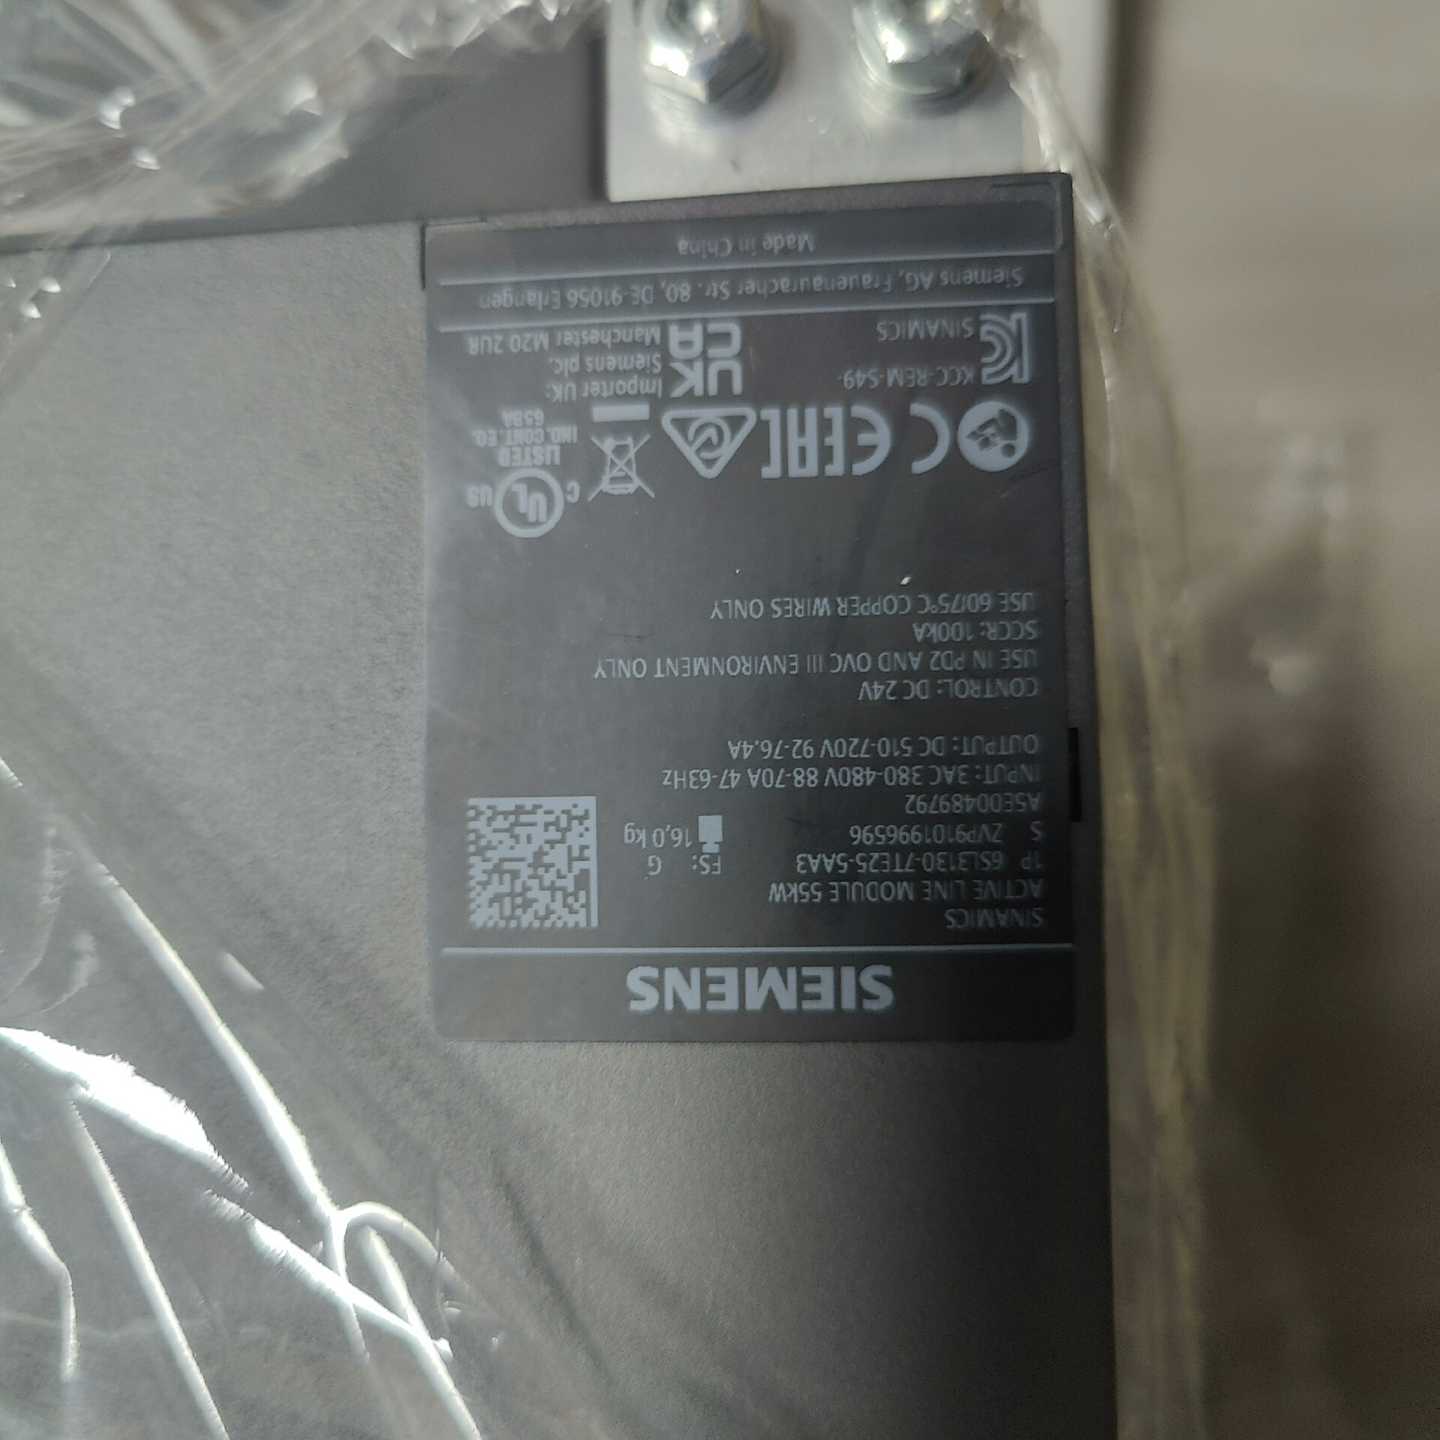 SIEMENS
SINAMICS
ACTIVE LINE MODULE 55kW
1P 6SL3130-7TE25-5AA3
FS: G
S ZVP9101996596
16,0 kg
A5E00489792
INPUT: 3AC 380-480V 88-70A 47-63Hz
OUTPUT: DC 510-720V 92-76.4A
CONTROL: DC 24V
USE IN PD2 AND OVC III ENVIRONMENT ONLY
SCCR: 100kA
USE 60/75°C COPPER WIRES ONLY
CE EAC
C UL US
LISTED
IND. CONT. EQ.
65BA
KCC-REM-S49-
SINAMICS
UK
CA
Importer UK:
Siemens plc.
Manchester M20 2UR
Siemens AG, Frauenauracher Str. 80, DE-91056 Erlangen
Made in China